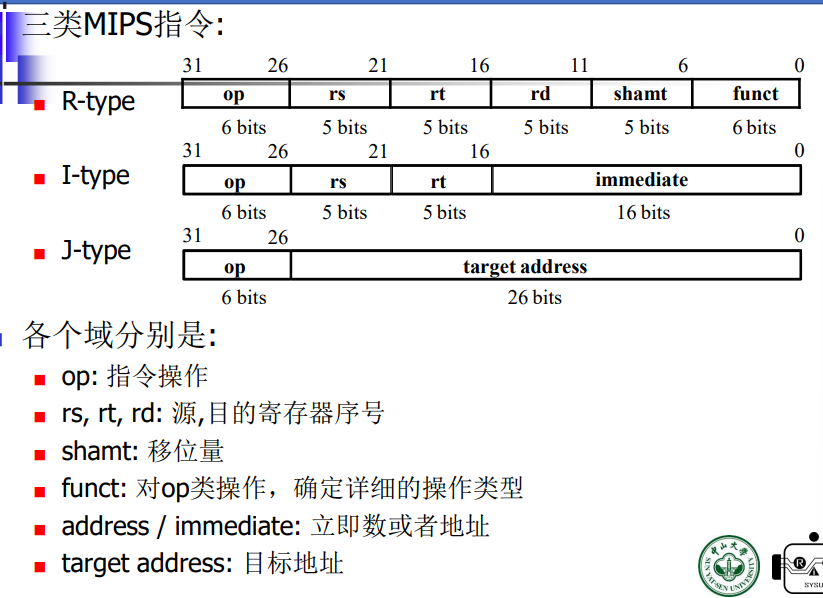 三类MIPS指令:
31 26 21 16 11 6 0
R-type op rs rt rd shamt funct
6 bits 5 bits 5 bits 5 bits 5 bits 6 bits
31 26 21 16 0
I-type op rs rt immediate
6 bits 5 bits 5 bits 16 bits
31 26 0
J-type op target address
6 bits 26 bits
各个域分别是:
op: 指令操作
rs, rt, rd: 源,目的寄存器序号
shamt: 移位量
funct: 对op类操作，确定详细的操作类型
address / immediate: 立即数或者地址
target address: 目标地址
中山大学
SUN YAT-SEN UNIVERSITY
R
SYSU